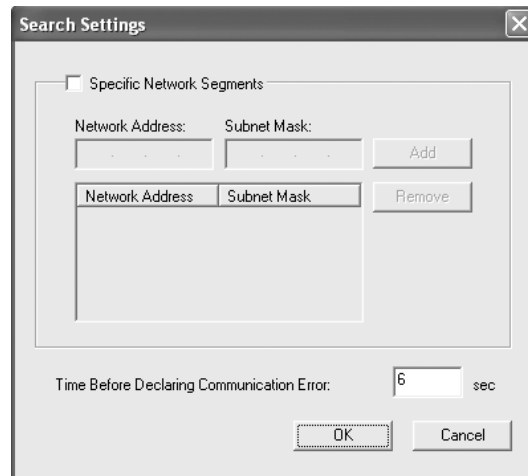 Search Settings
Specific Network Segments
Network Address: Subnet Mask:
Add
Network Address Subnet Mask
Remove
Time Before Declaring Communication Error: 6 sec
OK Cancel